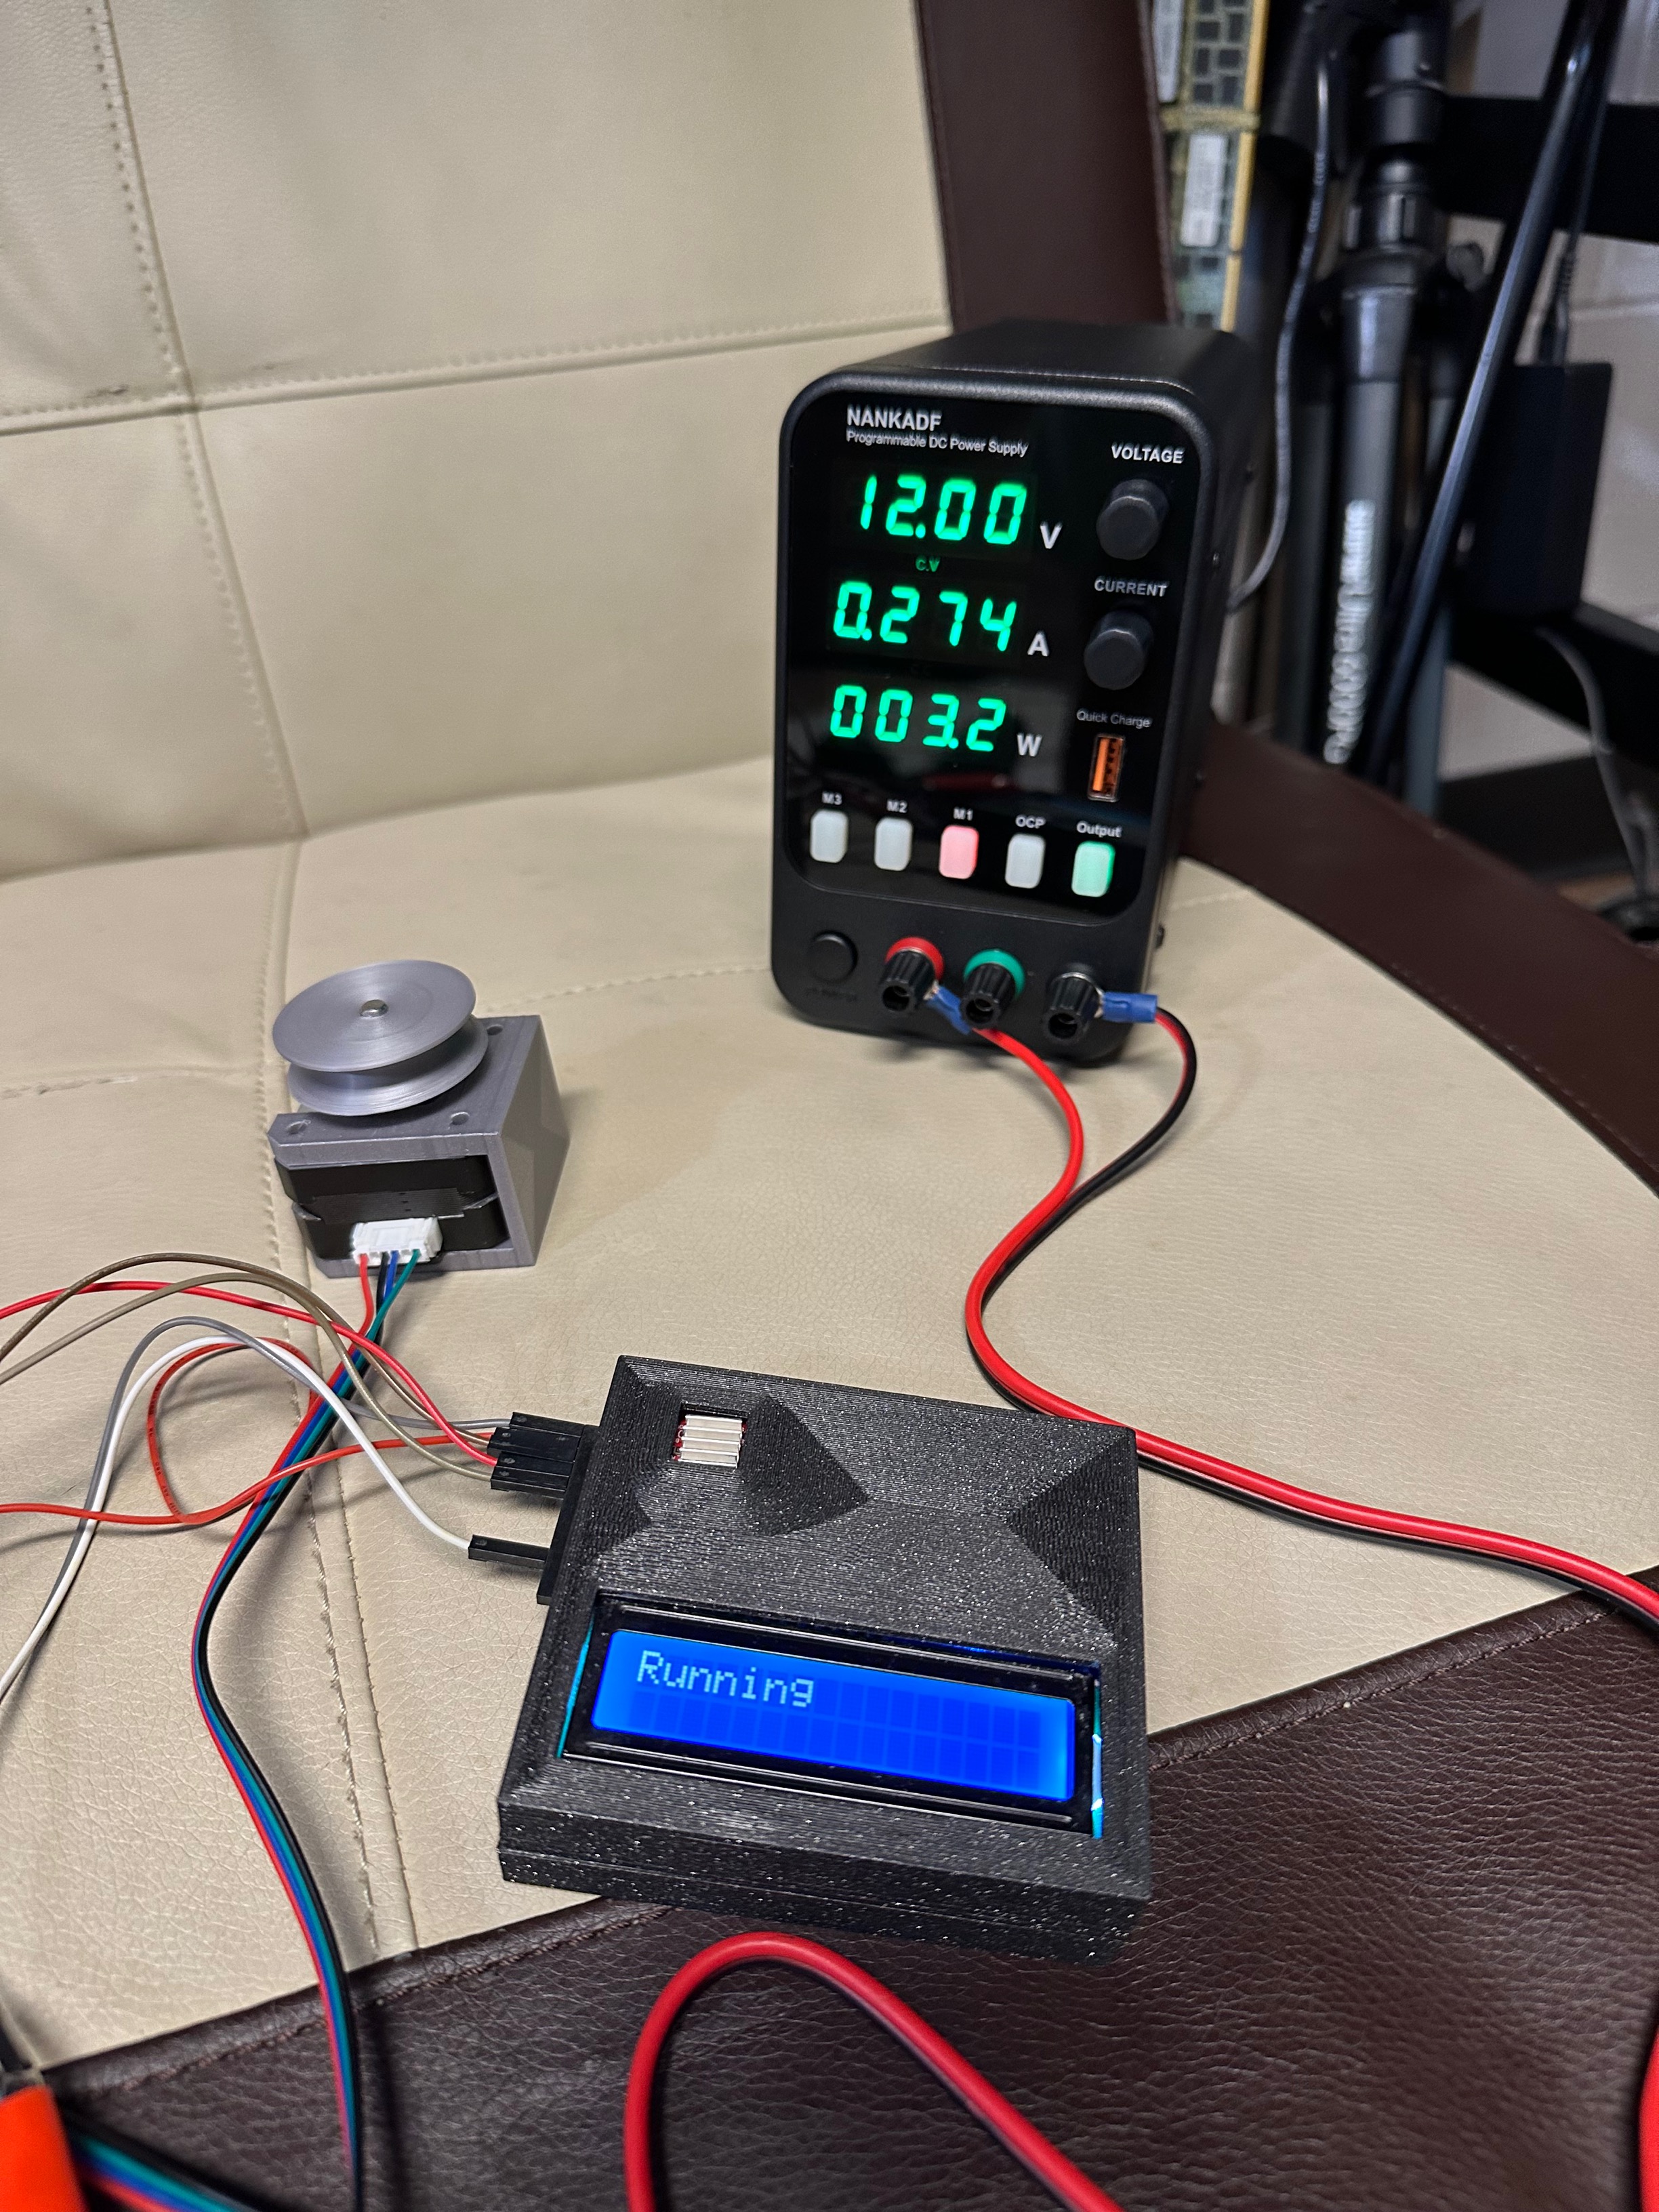 NANKADF
Programmable DC Power Supply
VOLTAGE
12.00 V
C.V
CURRENT
0.274 A
003.2 W
Quick Charge
M3 M2 M1 OCP Output
Running